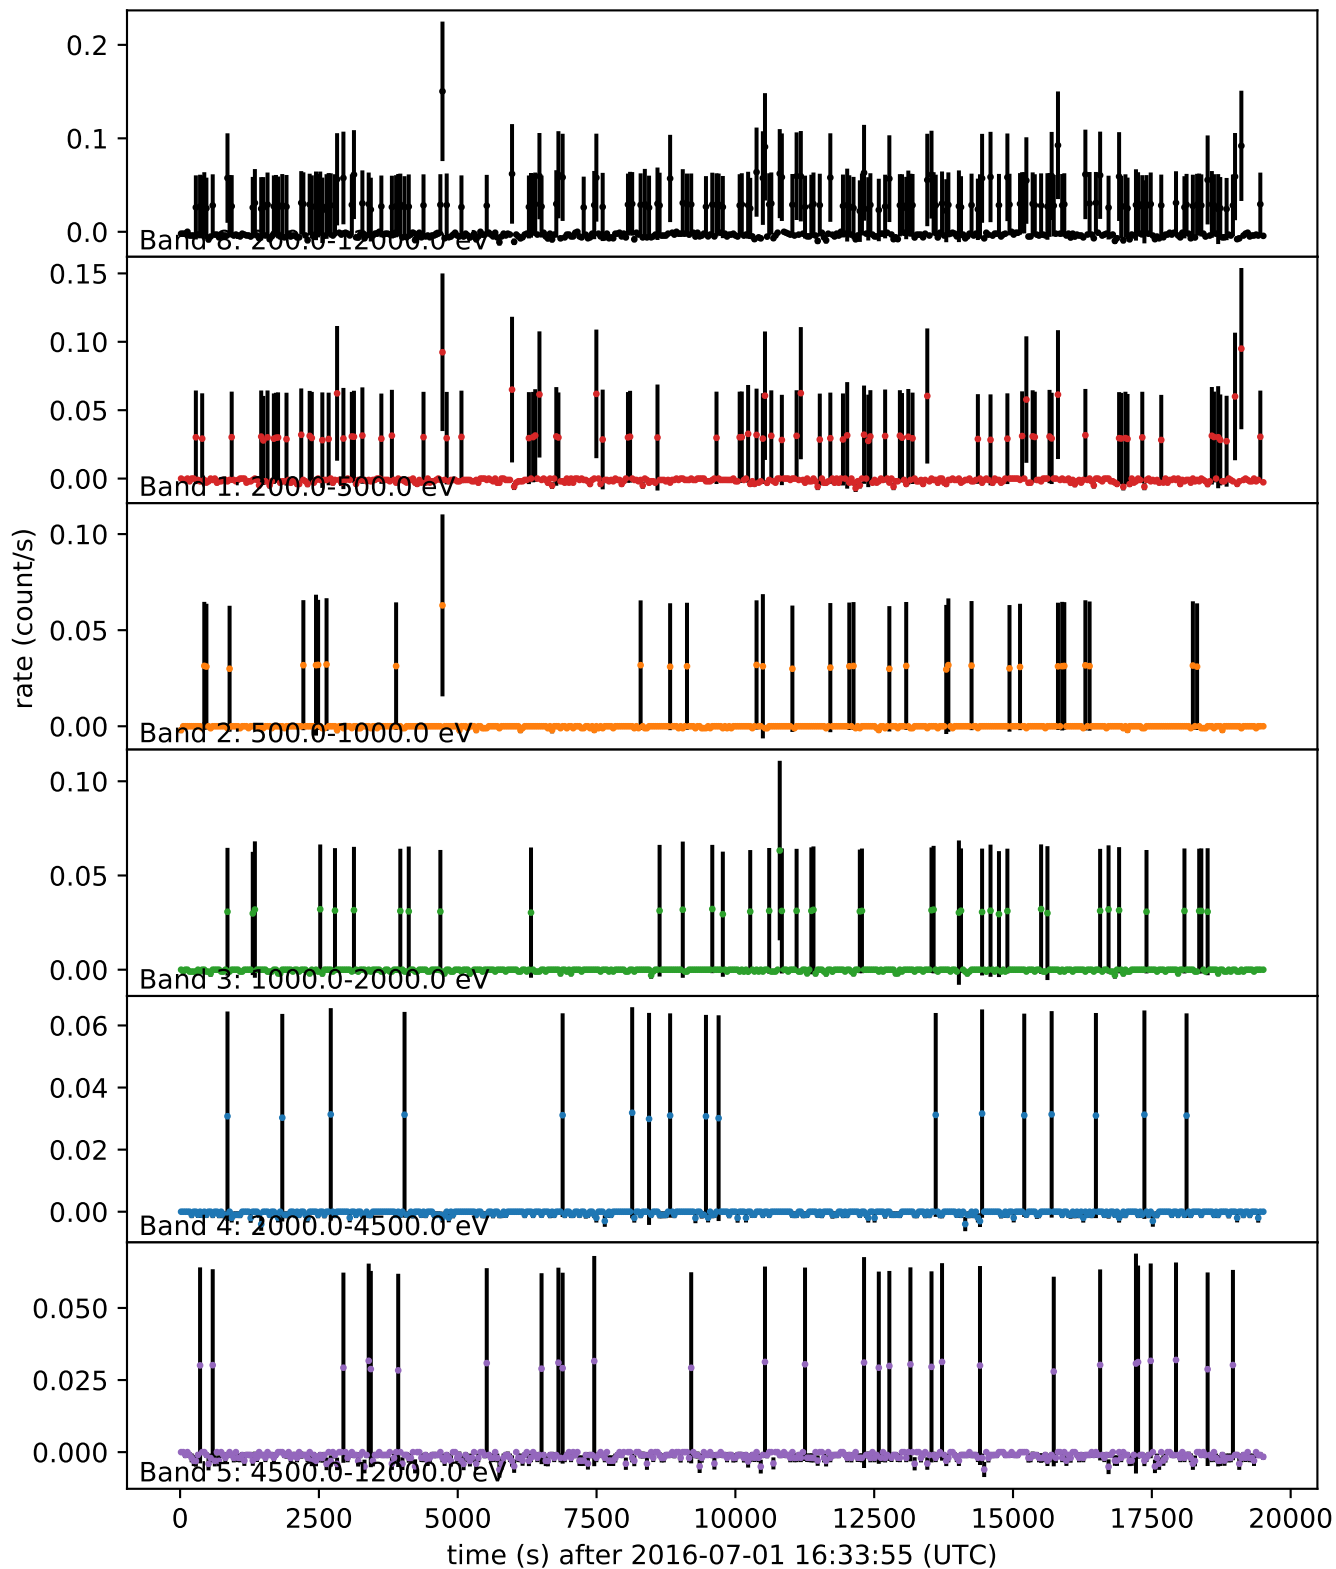 0.2
0.1
0.0
Band 8: 200.0-12000.0 eV
0.15
0.10
0.05
0.00
Band 1: 200.0-500.0 eV
rate (count/s)
0.10
0.05
0.00
Band 2: 500.0-1000.0 eV
0.10
0.05
0.00
Band 3: 1000.0-2000.0 eV
0.06
0.04
0.02
0.00
Band 4: 2000.0-4500.0 eV
0.050
0.025
0.000
Band 5: 4500.0-12000.0 eV
0 2500 5000 7500 10000 12500 15000 17500 20000
time (s) after 2016-07-01 16:33:55 (UTC)